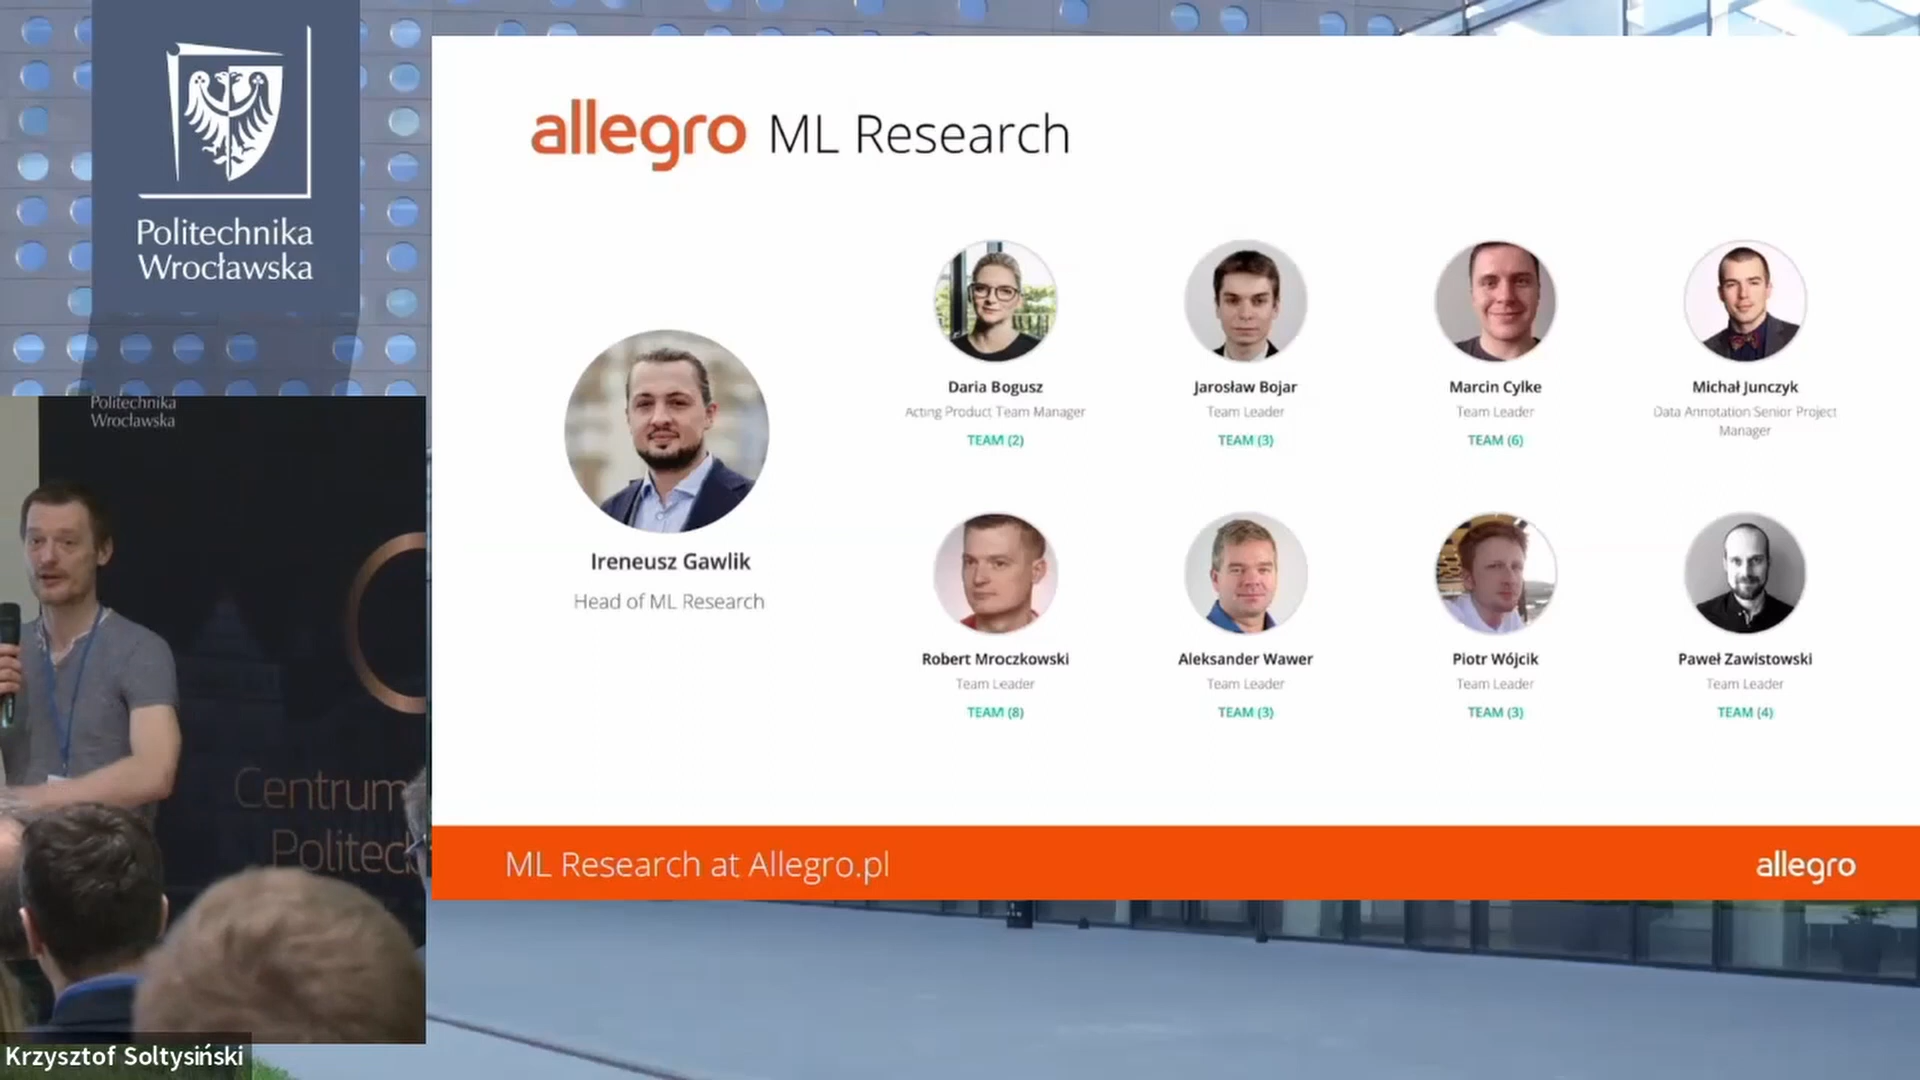 Politechnika
Wrocławska
allegro ML Research
Ireneusz Gawlik
Head of ML Research
Daria Bogusz
Acting Product Team Manager
TEAM (2)
Jarosław Bojar
Team Leader
TEAM (3)
Marcin Cylke
Team Leader
TEAM (6)
Michał Junczyk
Data Annotation Senior Project
Manager
Robert Mroczkowski
Team Leader
TEAM (8)
Aleksander Wawer
Team Leader
TEAM (3)
Piotr Wójcik
Team Leader
TEAM (3)
Paweł Zawistowski
Team Leader
TEAM (4)
ML Research at Allegro.pl
allegro
Politechnika
Wrocławska
Centrum
Politech
Krzysztof Soltysiński